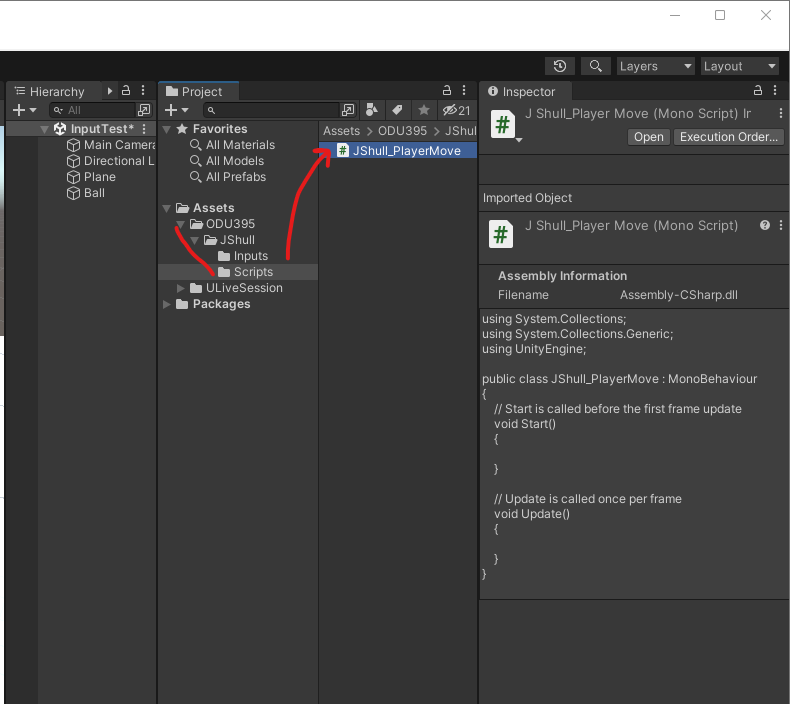 Layers
Layout
Hierarchy
All
InputTest*
Main Camera
Directional L
Plane
Ball
Project
21
Favorites
All Materials
All Models
All Prefabs
Assets
ODU395
JShull
Inputs
Scripts
ULiveSession
Packages
Assets > ODU395 > JShul
JShull_PlayerMove
Inspector
J Shull_Player Move (Mono Script) Ir
Open
Execution Order...
Imported Object
J Shull_Player Move (Mono Script)
Assembly Information
Filename Assembly-CSharp.dll
using System.Collections;
using System.Collections.Generic;
using UnityEngine;
public class JShull_PlayerMove : MonoBehaviour
{
// Start is called before the first frame update
void Start()
{
}
// Update is called once per frame
void Update()
{
}
}